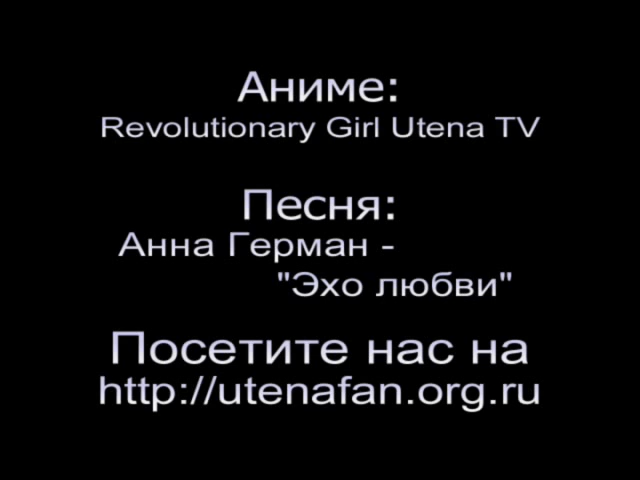 Аниме:
Revolutionary Girl Utena TV
Песня:
Анна Герман -
"Эхо любви"
Посетите нас на
http://utenafan.org.ru